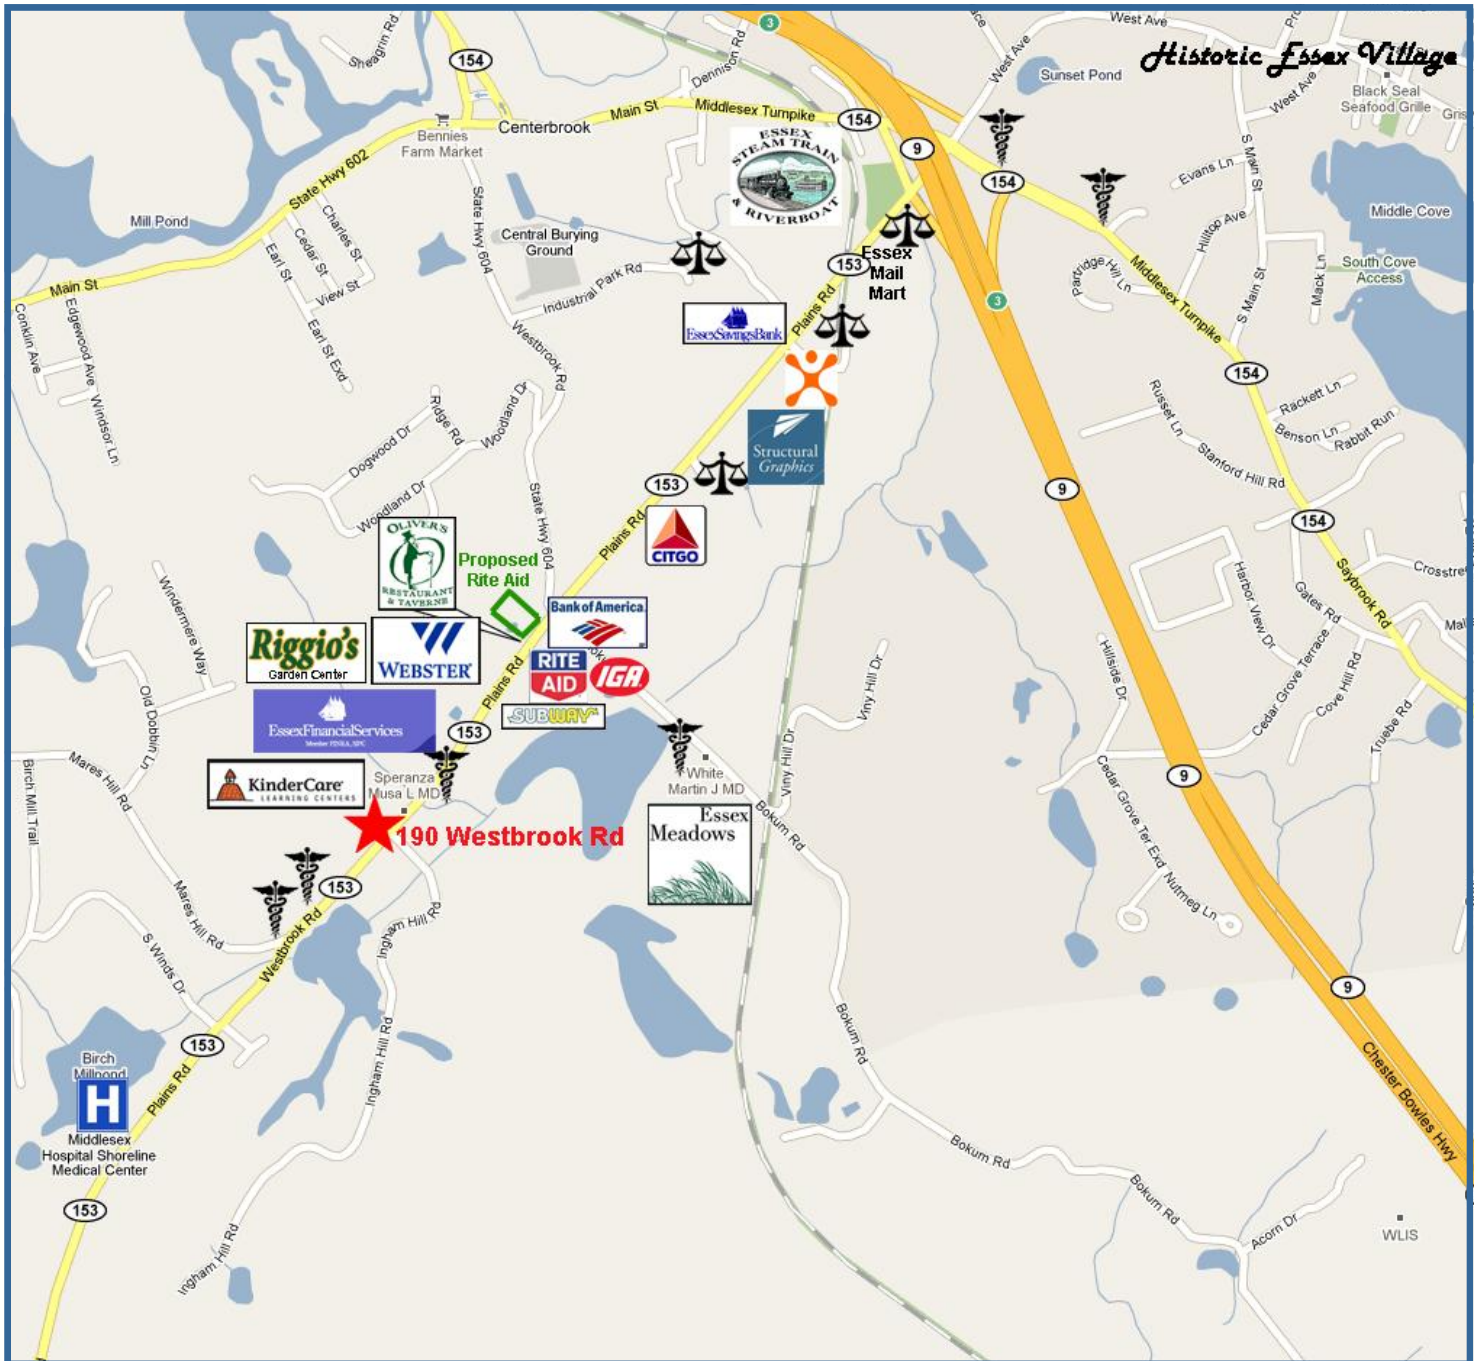 Historic Essex Village
3
West Ave
Sheagrin Rd
154
Dennison Rd
West Ave
Sunset Pond
West Ave
Black Seal
Seafood Grille
Bennies
Farm Market
Centerbrook
Main St
Middlesex Turnpike
154
9
154
ESSEX
STEAM TRAIN
& RIVERBOAT
State Hwy 602
State Hwy 604
Evans Ln
S Main St
Mill Pond
Charles St
Cedar St
Earl St
View St
Central Burying
Ground
Industrial Park Rd
153
Essex
Mail
Mart
Hilltop Ave
Middle Cove
Partridge Hill Ln
Middlesex Turnpike
South Cove
Access
Mack Ln
S Main St
3
Main St
Conklin Ave
Edgewood Ave
Windsor Ln
Earl St Exd
Westbrook Rd
EssexSavingsBank
Plains Rd
154
Russet Ln
Rackett Ln
Benson Ln
Rabbit Run
Stanford Hill Rd
Ridge Rd
Woodland Dr
Dogwood Dr
Woodland Dr
Structural
Graphics
153
9
154
State Hwy 604
Plains Rd
CITGO
OLIVER'S
RESTAURANT
& TAVERNE
Proposed
Rite Aid
Bank of America
Windermere Way
Riggio's
Garden Center
WEBSTER
RITE
AID
IGA
SUBWAY
Plains Rd
153
EssexFinancialServices
Old Dobbin Ln
Viny Hill Dr
Viny Hill Dr
Hillside Dr
Harbor View Dr
Gates Rd
Saybrook Rd
Cedar Grove Terrace
Cove Hill Rd
Truebe Rd
9
KinderCare
LEARNING CENTERS
Speranza
Musa L MD
White
Martin J MD
Birch Mill Trail
Mares Hill Rd
190 Westbrook Rd
Essex
Meadows
Bokum Rd
Cedar Grove Ter Exd
Nutmeg Ln
153
Mares Hill Rd
Westbrook Rd
Ingham Hill Rd
S Winds Dr
9
153
Ingham Hill Rd
Bokum Rd
Birch
Millpond
H
Plains Rd
Middlesex
Hospital Shoreline
Medical Center
153
Chester Bowles Hwy
Bokum Rd
Bokum Rd
Acorn Dr
WLIS
Ingham Hill Rd